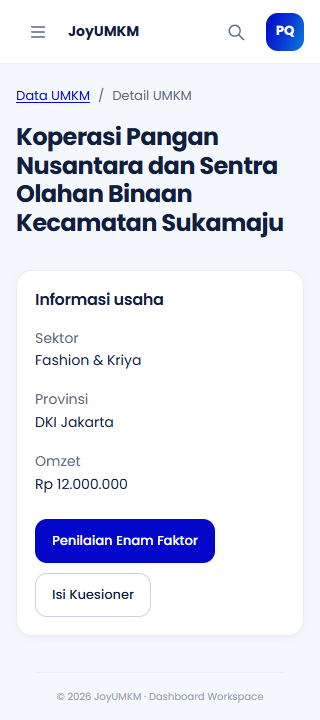 JoyUMKM
PQ
Data UMKM / Detail UMKM
Koperasi Pangan
Nusantara dan Sentra
Olahan Binaan
Kecamatan Sukamaju
Informasi usaha
Sektor
Fashion & Kriya
Provinsi
DKI Jakarta
Omzet
Rp 12.000.000
Penilaian Enam Faktor
Isi Kuesioner
© 2026 JoyUMKM · Dashboard Workspace